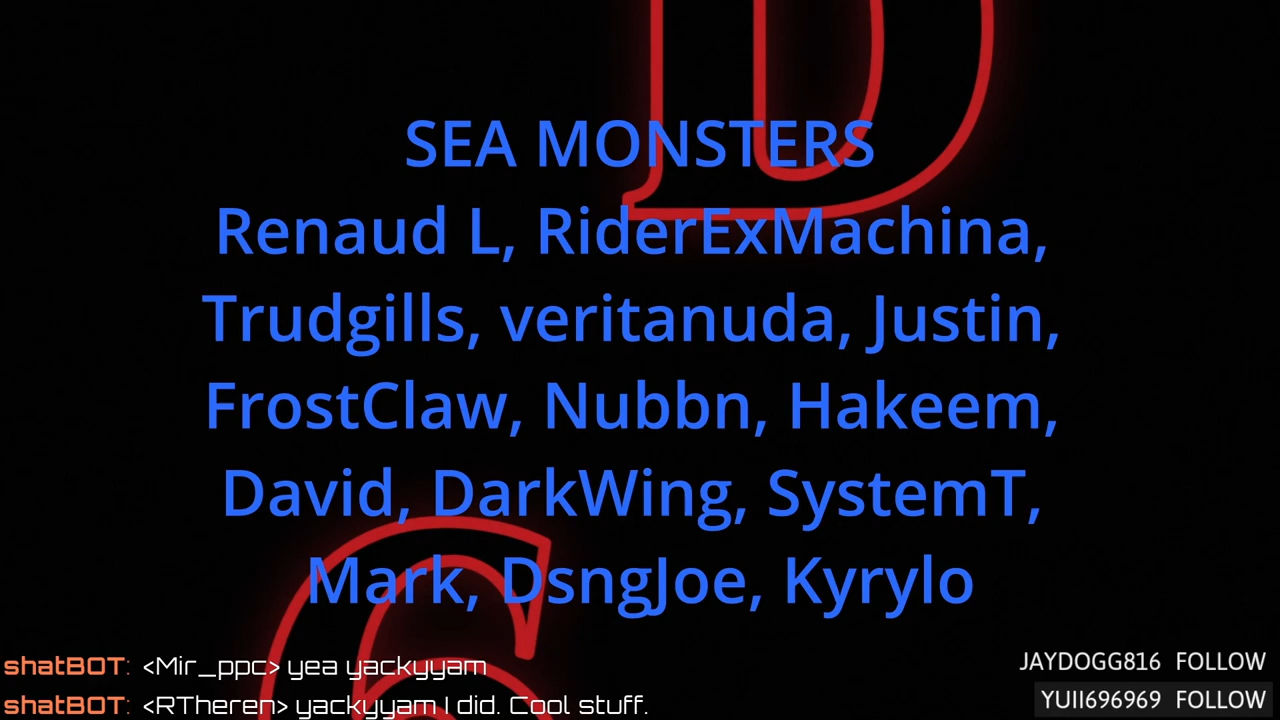 D
SEA MONSTERS
Renaud L, RiderExMachina,
Trudgills, veritanuda, Justin,
FrostClaw, Nubbn, Hakeem,
David, DarkWing, SystemT,
Mark, DsngJoe, Kyrylo
6
shatBOT: <Mir_ppc> yea yackyyam
shatBOT: <RTheren> yackyyam I did. Cool stuff.
JAYDOGG816 FOLLOW
YUII696969 FOLLOW